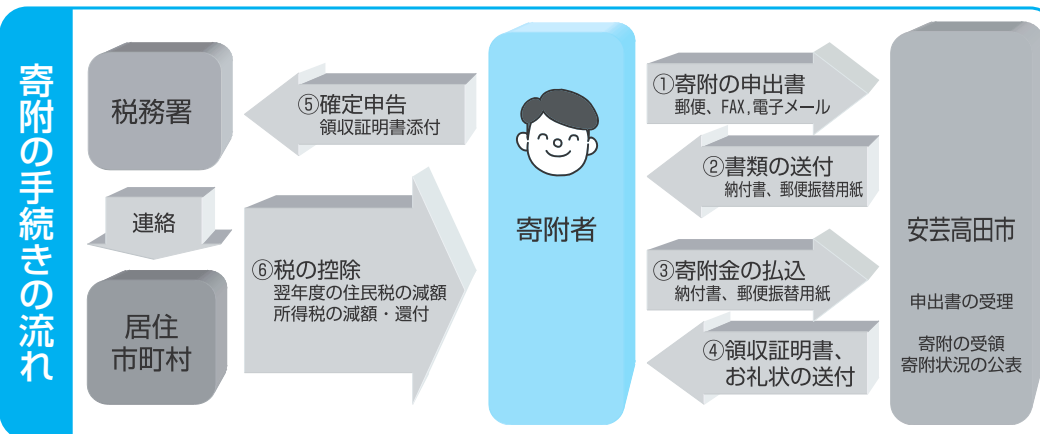 寄附の手続きの流れ
税務署
⑤確定申告
領収証明書添付
連絡
居住
市町村
⑥税の控除
翌年度の住民税の減額
所得税の減額・還付
寄附者
①寄附の申出書
郵便、FAX,電子メール
②書類の送付
納付書、郵便振替用紙
③寄附金の払込
納付書、郵便振替用紙
④領収証明書、
お礼状の送付
安芸高田市
申出書の受理
寄附の受領
寄附状況の公表